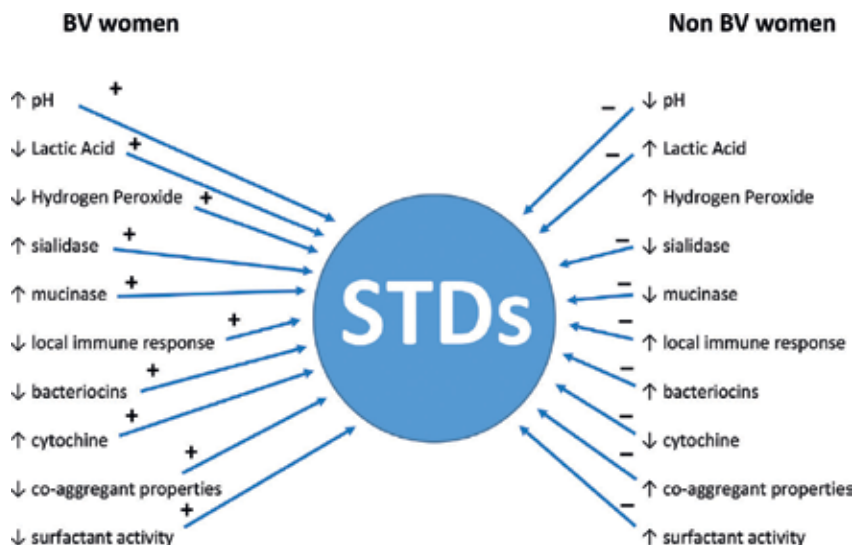 BV women
Non BV women
↑ pH
+
↓ Lactic Acid
+
↓ Hydrogen Peroxide
+
↑ sialidase
+
↑ mucinase
+
↓ local immune response
+
↓ bacteriocins
+
↑ cytochine
+
↓ co-aggregant properties
+
↓ surfactant activity
+
STDs
↓ pH
−
↑ Lactic Acid
−
↑ Hydrogen Peroxide
↓ sialidase
−
↓ mucinase
−
↑ local immune response
−
↑ bacteriocins
−
↓ cytochine
−
↑ co-aggregant properties
−
↑ surfactant activity
−